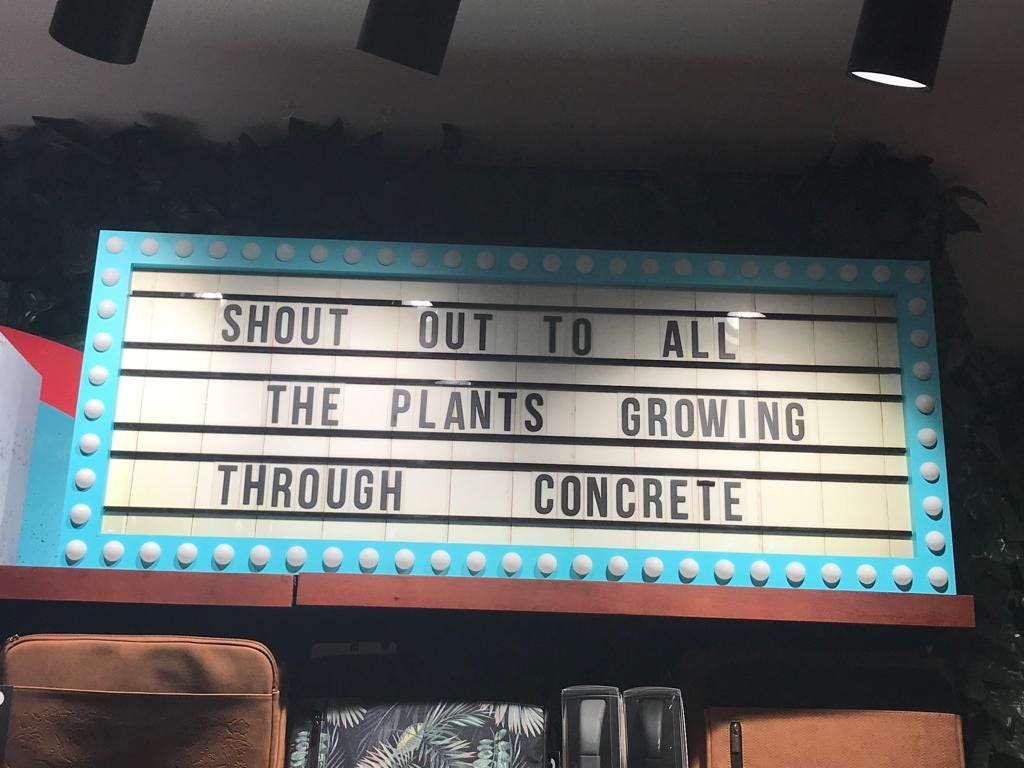 SHOUT OUT TO ALL
THE PLANTS GROWING
THROUGH CONCRETE